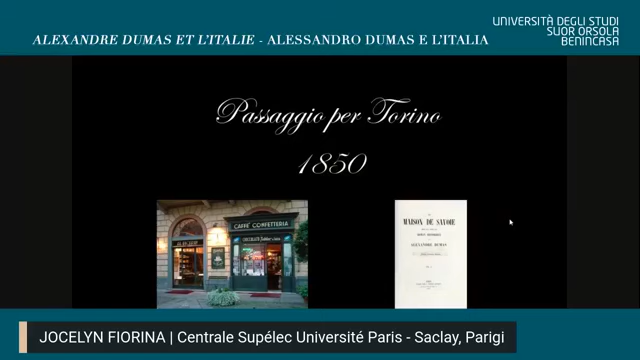 ALEXANDRE DUMAS ET L'ITALIE - ALESSANDRO DUMAS E L'ITALIA
UNIVERSITÀ DEGLI STUDI
SUOR ORSOLA
BENINCASA
Passaggio per Torino
1850
CAFFÈ CONFETTERIA
LA
MAISON DE SAVOIE
ALEXANDRE DUMAS
JOCELYN FIORINA | Centrale Supélec Université Paris - Saclay, Parigi